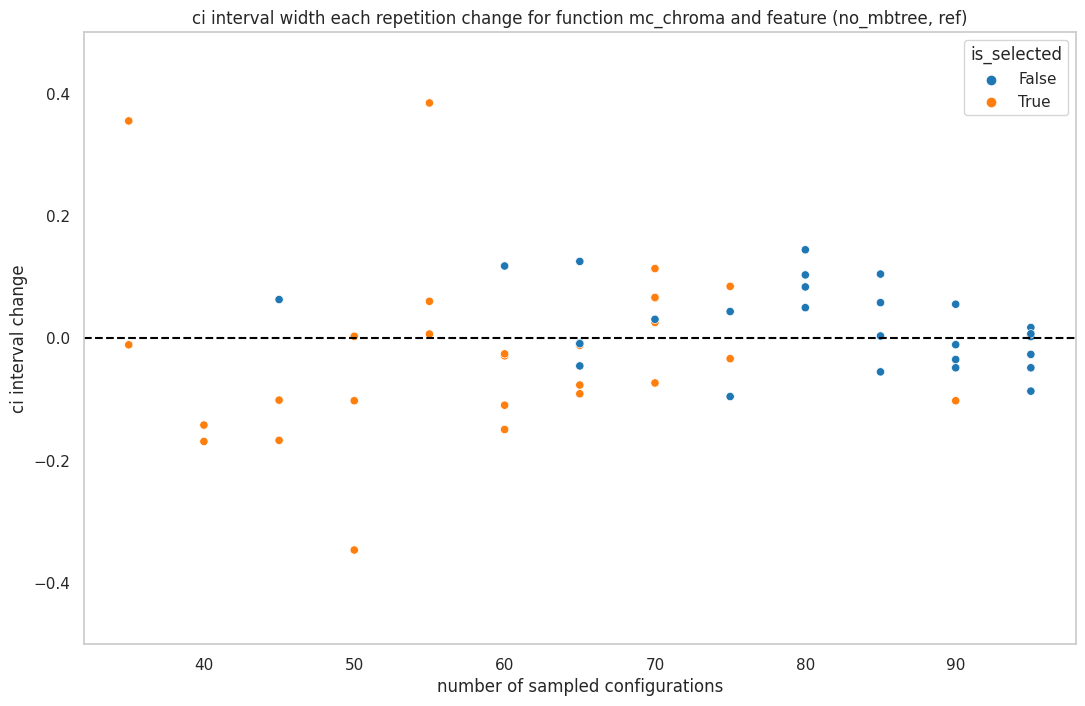 ci interval width each repetition change for function mc_chroma and feature (no_mbtree, ref)
is_selected
False
True
ci interval change
0.4
0.2
0.0
−0.2
−0.4
40
50
60
70
80
90
number of sampled configurations